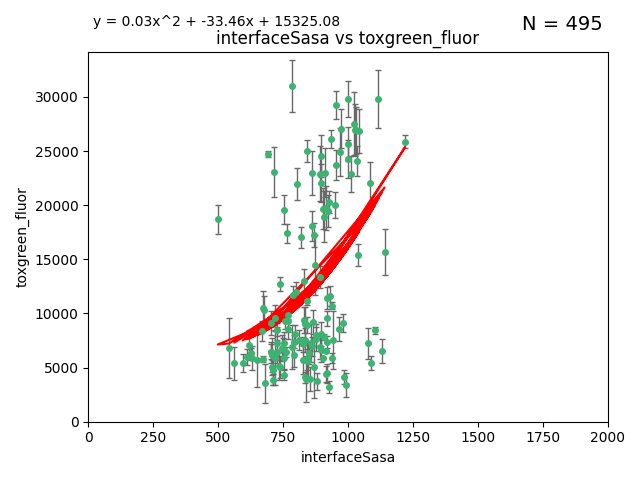 y = 0.03x^2 + -33.46x + 15325.08
N = 495
interfaceSasa vs toxgreen_fluor
30000
25000
20000
15000
10000
5000
0
toxgreen_fluor
0 250 500 750 1000 1250 1500 1750 2000
interfaceSasa